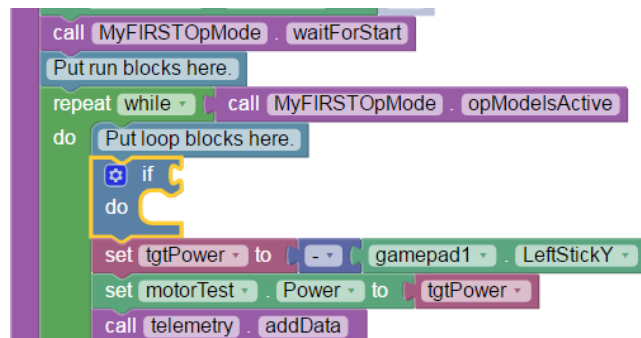 call MyFIRSTOpMode . waitForStart
Put run blocks here.
repeat while call MyFIRSTOpMode . opModeIsActive
do Put loop blocks here.
if
do
set tgtPower to - gamepad1 . LeftStickY
set motorTest . Power to tgtPower
call telemetry . addData